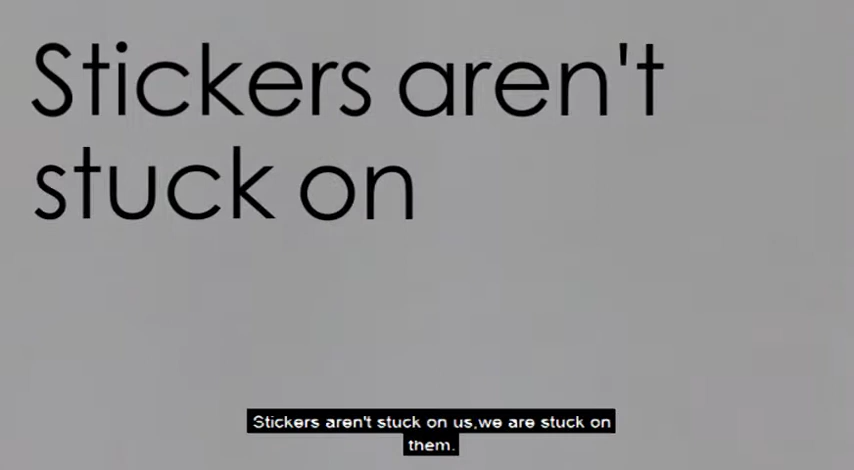 Stickers aren't
stuck on
Stickers aren't stuck on us,we are stuck on
them.